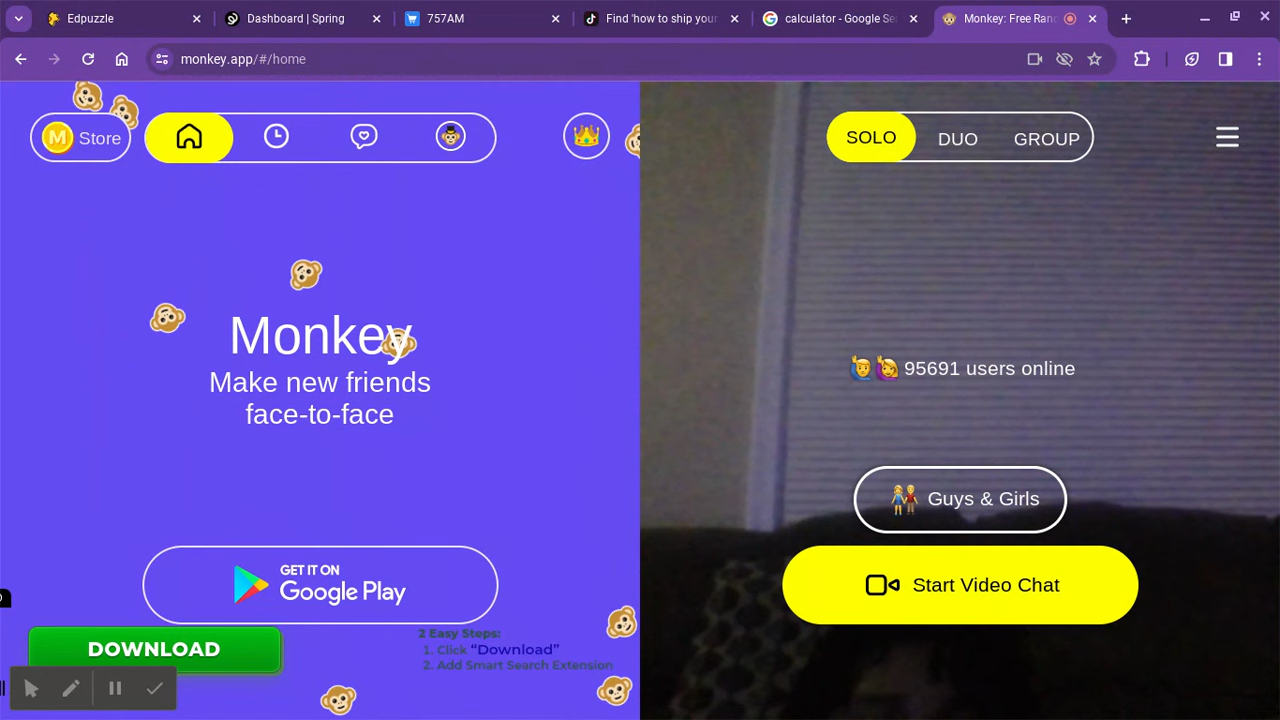 Edpuzzle
Dashboard | Spring
757AM
Find 'how to ship your
calculator - Google Se
Monkey: Free Ran
monkey.app/#/home
M Store
SOLO
DUO
GROUP
Monkey
Make new friends
face-to-face
95691 users online
Guys & Girls
Start Video Chat
GET IT ON
Google Play
DOWNLOAD
2 Easy Steps:
1. Click “Download”
2. Add Smart Search Extension